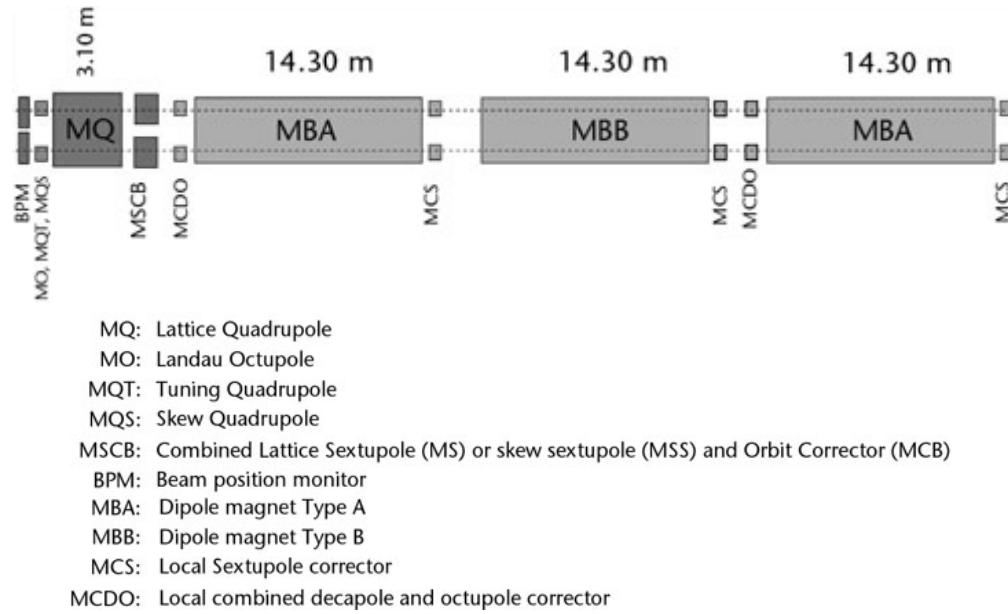 3.10 m
14.30 m
14.30 m
14.30 m
MQ
MBA
MBB
MBA
BPM
MO, MQT, MQS
MSCB
MCDO
MCS
MCS
MCDO
MCS
MQ: Lattice Quadrupole
MO: Landau Octupole
MQT: Tuning Quadrupole
MQS: Skew Quadrupole
MSCB: Combined Lattice Sextupole (MS) or skew sextupole (MSS) and Orbit Corrector (MCB)
BPM: Beam position monitor
MBA: Dipole magnet Type A
MBB: Dipole magnet Type B
MCS: Local Sextupole corrector
MCDO: Local combined decapole and octupole corrector